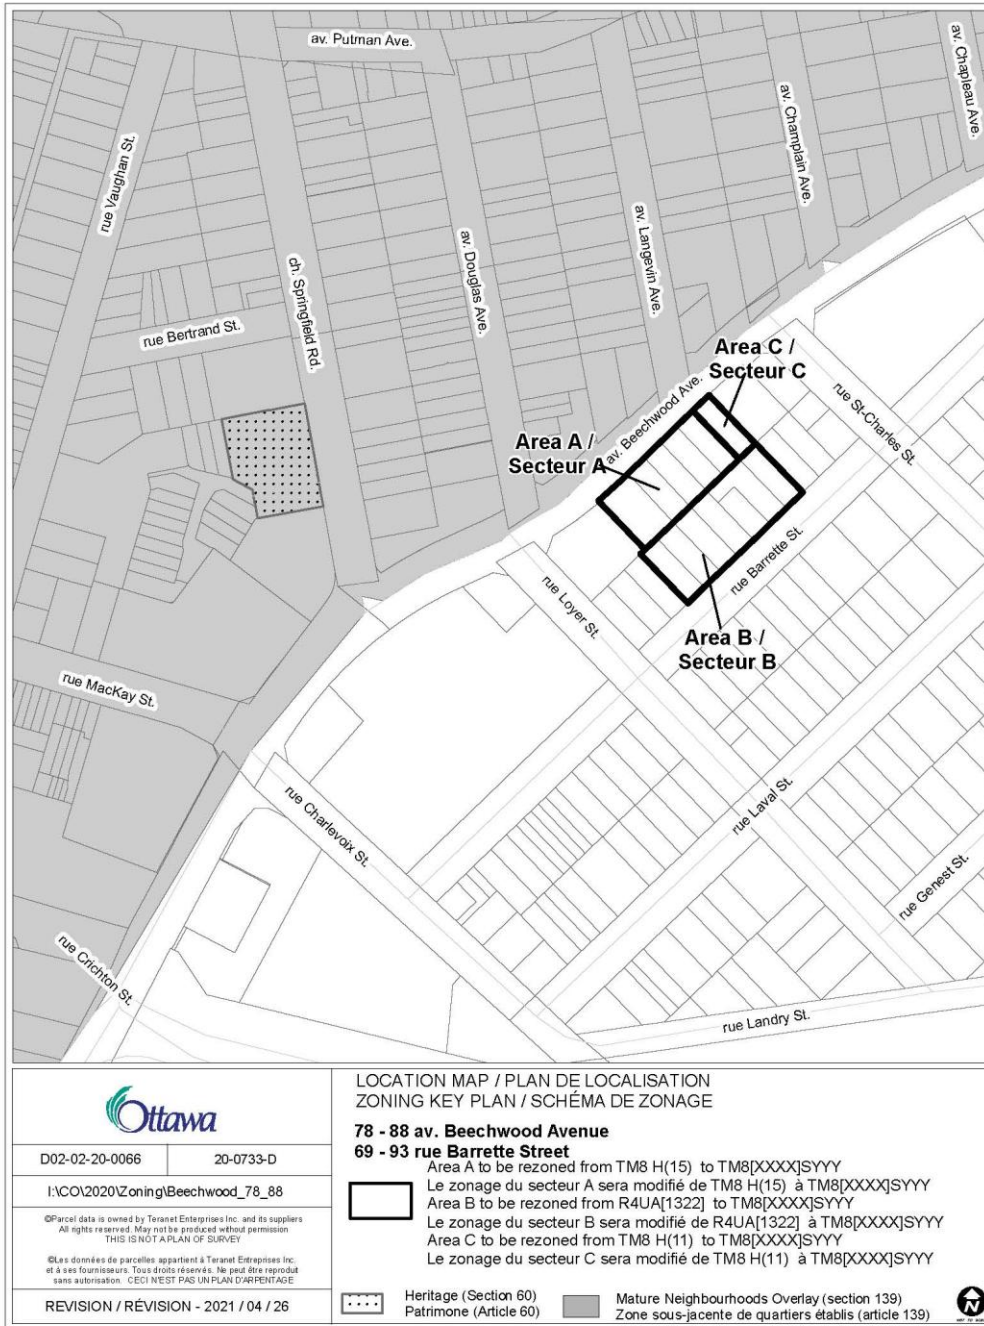 av. Putman Ave.
av. Chapleau Ave.
av. Champlain Ave.
rue Vaughan St.
av. Langevin Ave.
av. Douglas Ave.
ch. Springfield Rd.
rue Bertrand St.
Area C /
Secteur C
av. Beechwood Ave.
rue St-Charles St.
Area A /
Secteur A
rue Barrette St.
rue Loyer St.
Area B /
Secteur B
rue MacKay St.
rue Charlevoix St.
rue Laval St.
rue Genest St.
rue Crichton St.
rue Landry St.
Ottawa
D02-02-20-0066
20-0733-D
I:\CO\2020\Zoning\Beechwood_78_88
©Parcel data is owned by Teranet Enterprises Inc. and its suppliers
All rights reserved. May not be produced without permission
THIS IS NOT A PLAN OF SURVEY
©Les données de parcelles appartient à Teranet Entreprises Inc.
et à ses fournisseurs. Tous droits réservés. Ne peut être reproduit
sans autorisation. CECI N'EST PAS UN PLAN D'ARPENTAGE
REVISION / RÉVISION - 2021 / 04 / 26
LOCATION MAP / PLAN DE LOCALISATION
ZONING KEY PLAN / SCHÉMA DE ZONAGE
78 - 88 av. Beechwood Avenue
69 - 93 rue Barrette Street
Area A to be rezoned from TM8 H(15) to TM8[XXXX]SYYY
Le zonage du secteur A sera modifié de TM8 H(15) à TM8[XXXX]SYYY
Area B to be rezoned from R4UA[1322] to TM8[XXXX]SYYY
Le zonage du secteur B sera modifié de R4UA[1322] à TM8[XXXX]SYYY
Area C to be rezoned from TM8 H(11) to TM8[XXXX]SYYY
Le zonage du secteur C sera modifié de TM8 H(11) à TM8[XXXX]SYYY
Heritage (Section 60)
Patrimone (Article 60)
Mature Neighbourhoods Overlay (section 139)
Zone sous-jacente de quartiers établis (article 139)
N